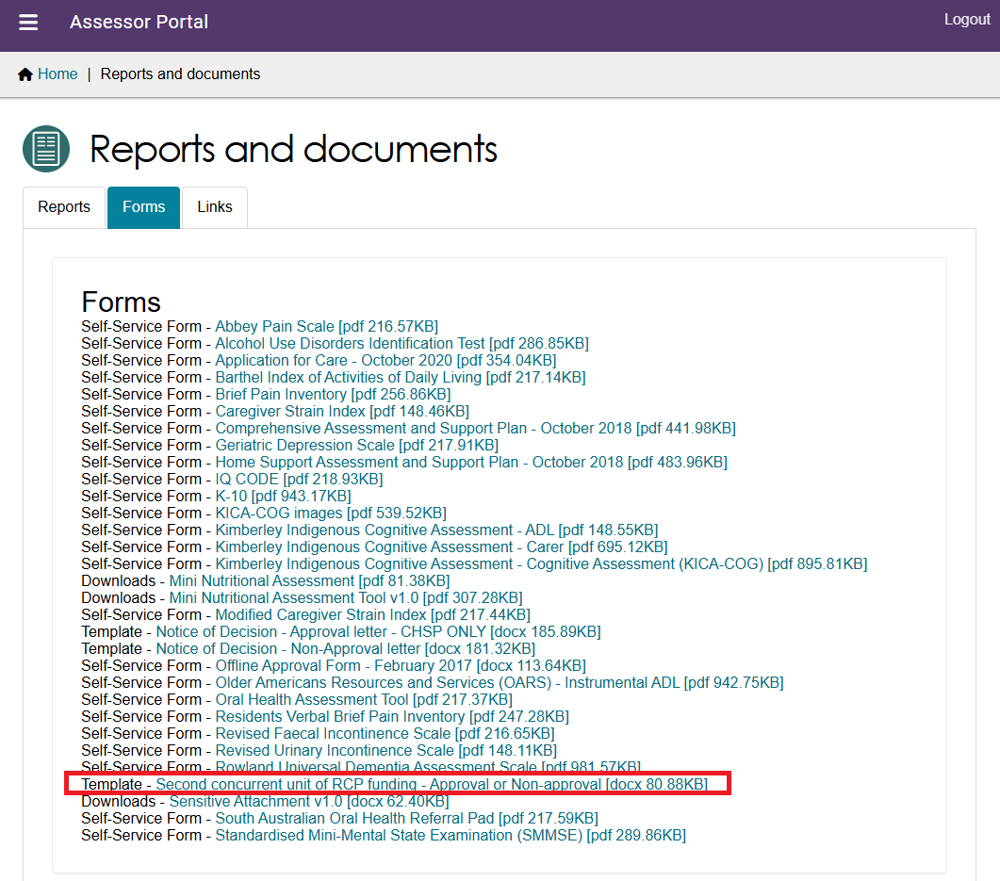 Assessor Portal
Logout
Home | Reports and documents
Reports and documents
Reports
Forms
Links
Forms
Self-Service Form - Abbey Pain Scale [pdf 216.57KB]
Self-Service Form - Alcohol Use Disorders Identification Test [pdf 286.85KB]
Self-Service Form - Application for Care - October 2020 [pdf 354.04KB]
Self-Service Form - Barthel Index of Activities of Daily Living [pdf 217.14KB]
Self-Service Form - Brief Pain Inventory [pdf 256.86KB]
Self-Service Form - Caregiver Strain Index [pdf 148.46KB]
Self-Service Form - Comprehensive Assessment and Support Plan - October 2018 [pdf 441.98KB]
Self-Service Form - Geriatric Depression Scale [pdf 217.91KB]
Self-Service Form - Home Support Assessment and Support Plan - October 2018 [pdf 483.96KB]
Self-Service Form - IQ CODE [pdf 218.93KB]
Self-Service Form - K-10 [pdf 943.17KB]
Self-Service Form - KICA-COG images [pdf 539.52KB]
Self-Service Form - Kimberley Indigenous Cognitive Assessment - ADL [pdf 148.55KB]
Self-Service Form - Kimberley Indigenous Cognitive Assessment - Carer [pdf 695.12KB]
Self-Service Form - Kimberley Indigenous Cognitive Assessment - Cognitive Assessment (KICA-COG) [pdf 895.81KB]
Downloads - Mini Nutritional Assessment [pdf 81.38KB]
Downloads - Mini Nutritional Assessment Tool v1.0 [pdf 307.28KB]
Self-Service Form - Modified Caregiver Strain Index [pdf 217.44KB]
Template - Notice of Decision - Approval letter - CHSP ONLY [docx 185.89KB]
Template - Notice of Decision - Non-Approval letter [docx 181.32KB]
Self-Service Form - Offline Approval Form - February 2017 [docx 113.64KB]
Self-Service Form - Older Americans Resources and Services (OARS) - Instrumental ADL [pdf 942.75KB]
Self-Service Form - Oral Health Assessment Tool [pdf 217.37KB]
Self-Service Form - Residents Verbal Brief Pain Inventory [pdf 247.28KB]
Self-Service Form - Revised Faecal Incontinence Scale [pdf 216.65KB]
Self-Service Form - Revised Urinary Incontinence Scale [pdf 148.11KB]
Self-Service Form - Rowland Universal Dementia Assessment Scale [pdf 981.57KB]
Template - Second concurrent unit of RCP funding - Approval or Non-approval [docx 80.88KB]
Downloads - Sensitive Attachment v1.0 [docx 62.40KB]
Self-Service Form - South Australian Oral Health Referral Pad [pdf 217.59KB]
Self-Service Form - Standardised Mini-Mental State Examination (SMMSE) [pdf 289.86KB]